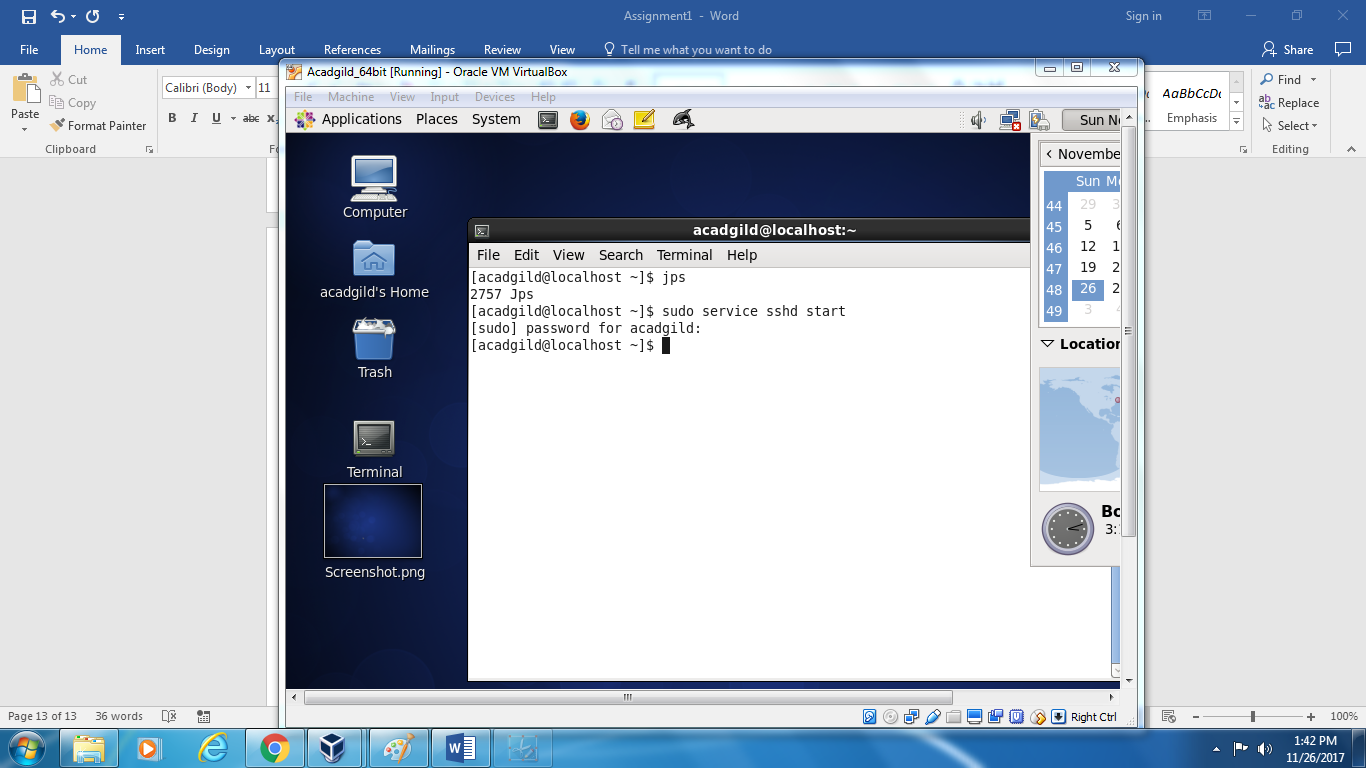 Assignment1 - Word
Sign in
File Home Insert Design Layout References Mailings Review View Tell me what you want to do
Share
Paste
Cut
Copy
Format Painter
Clipboard
Calibri (Body) 11
B I U abc
AaBbCcDc
Emphasis
Find
Replace
Select
Editing
Acadgild_64bit [Running] - Oracle VM VirtualBox
File Machine View Input Devices Help
Applications Places System
Sun
Computer
acadgild's Home
Trash
Terminal
Screenshot.png
acadgild@localhost:~
File Edit View Search Terminal Help
[acadgild@localhost ~]$ jps
2757 Jps
[acadgild@localhost ~]$ sudo service sshd start
[sudo] password for acadgild:
[acadgild@localhost ~]$
< Novembe
Sun
44 29
45 5
46 12
47 19
48 26
49 3
Location
3:
Right Ctrl
Page 13 of 13 36 words
100%
1:42 PM
11/26/2017